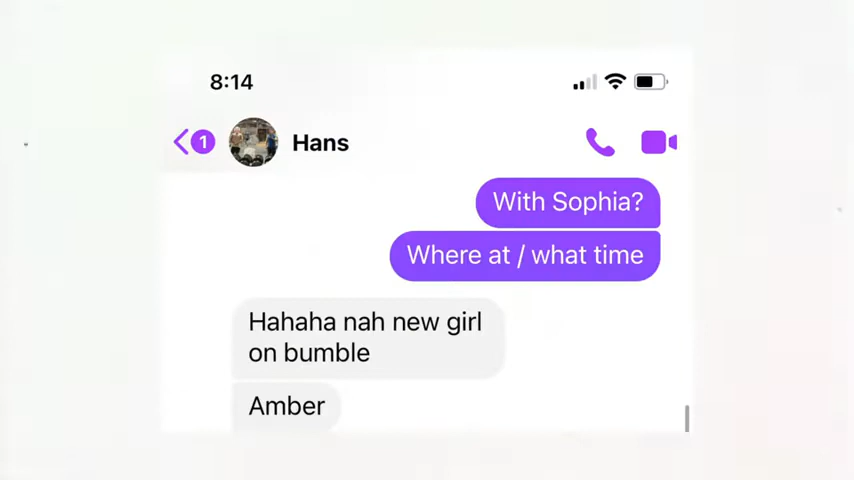 8:14
1 Hans
With Sophia?
Where at / what time
Hahaha nah new girl
on bumble
Amber